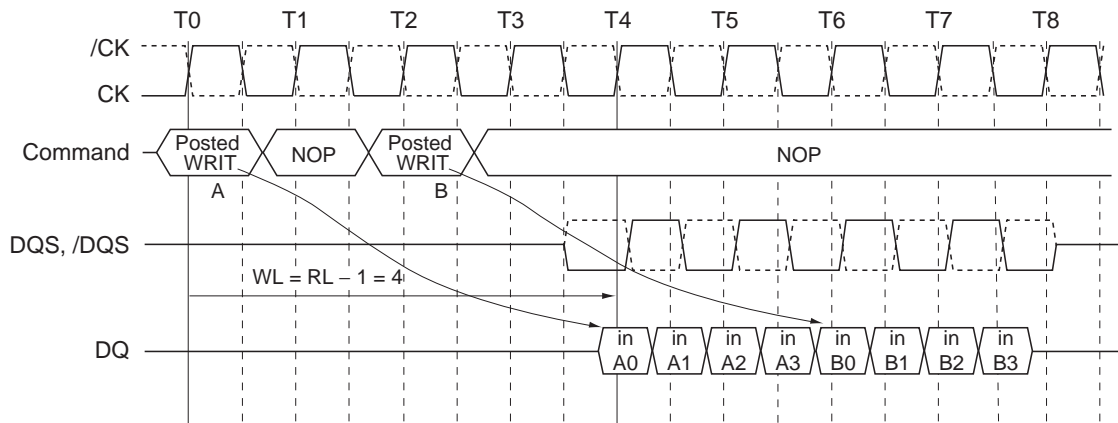 T0 T1 T2 T3 T4 T5 T6 T7 T8
/CK
CK
Command
Posted
WRIT
A
NOP
Posted
WRIT
B
NOP
DQS, /DQS
WL = RL − 1 = 4
DQ
in
A0
in
A1
in
A2
in
A3
in
B0
in
B1
in
B2
in
B3